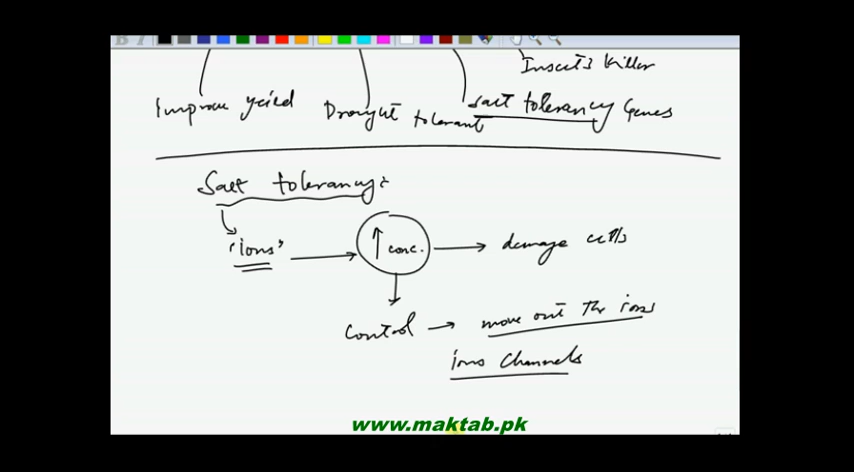 Insects killer
Improve yield
Drought tolerant
Salt tolerancy Genes
Salt tolerancy:
"ions"
↑ conc.
damage cells
Control → move out the ions
ions channels
www.maktab.pk